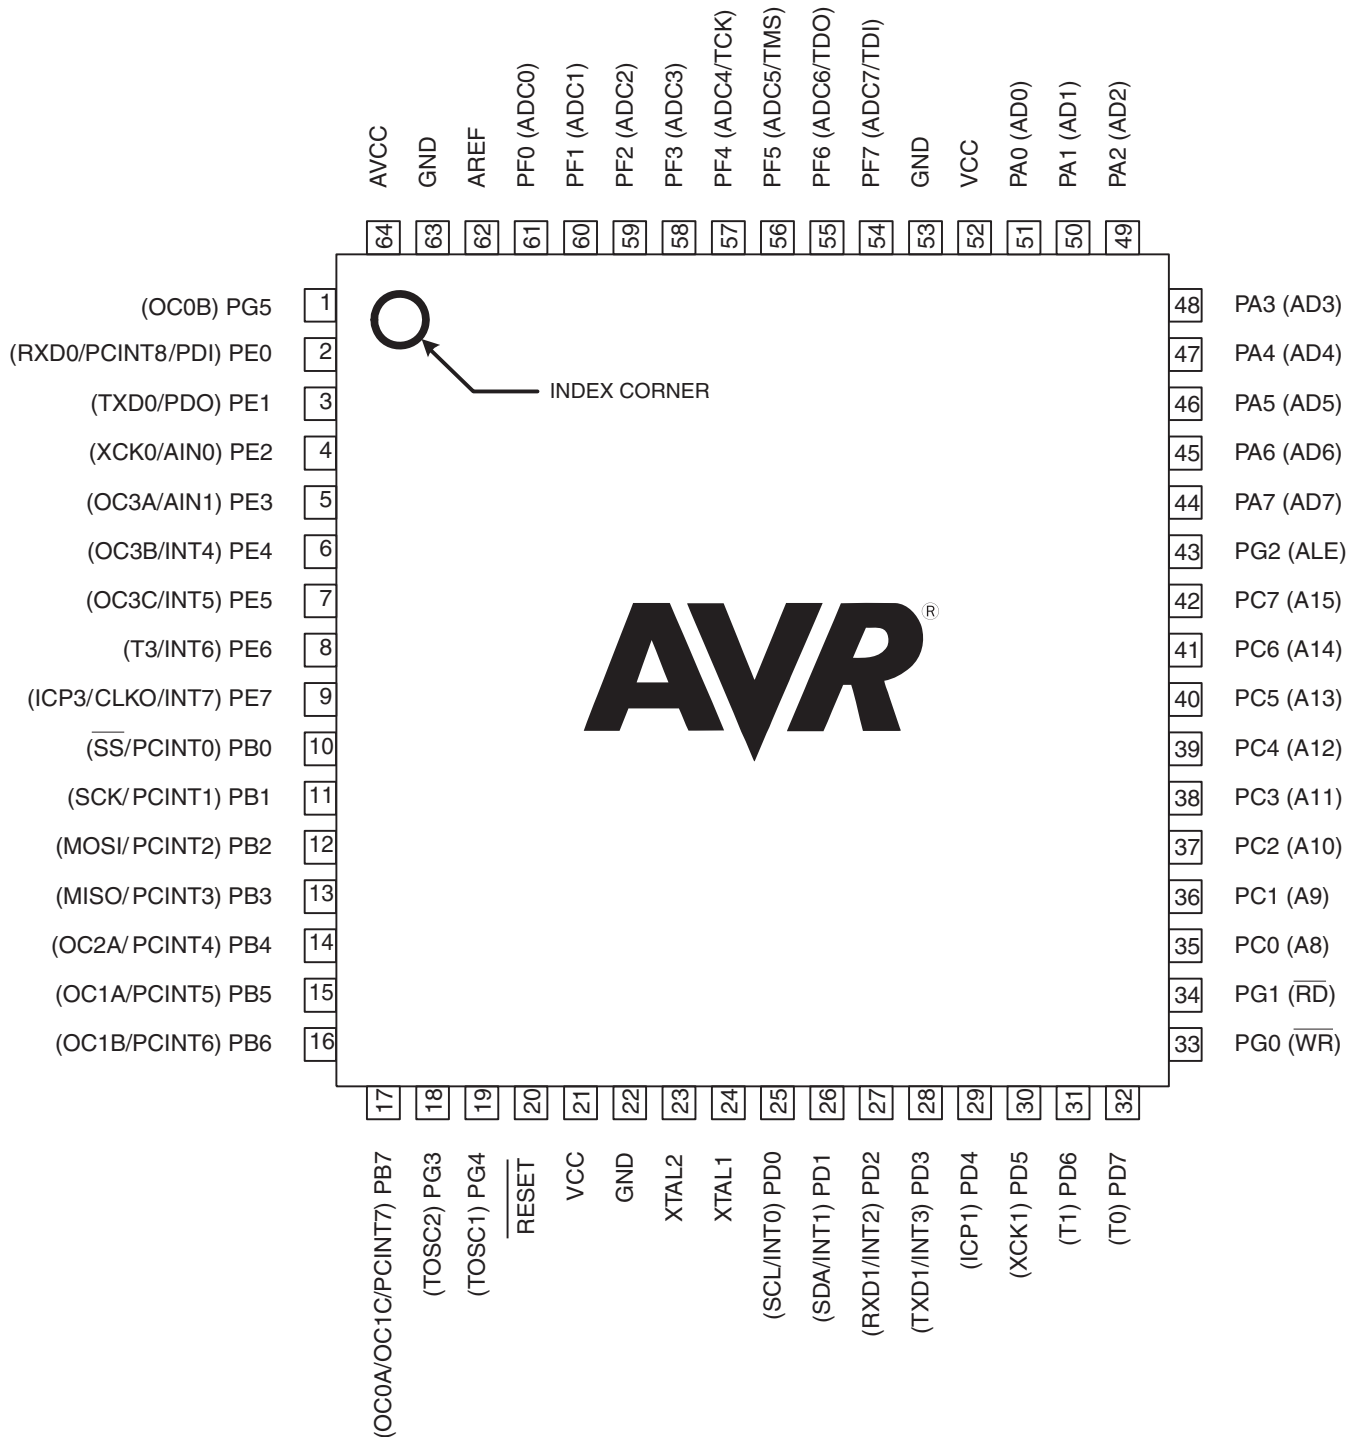 AVCC
GND
AREF
PF0 (ADC0)
PF1 (ADC1)
PF2 (ADC2)
PF3 (ADC3)
PF4 (ADC4/TCK)
PF5 (ADC5/TMS)
PF6 (ADC6/TDO)
PF7 (ADC7/TDI)
GND
VCC
PA0 (AD0)
PA1 (AD1)
PA2 (AD2)
64
63
62
61
60
59
58
57
56
55
54
53
52
51
50
49
(OC0B) PG5 1
(RXD0/PCINT8/PDI) PE0 2
(TXD0/PDO) PE1 3
(XCK0/AIN0) PE2 4
(OC3A/AIN1) PE3 5
(OC3B/INT4) PE4 6
(OC3C/INT5) PE5 7
(T3/INT6) PE6 8
(ICP3/CLKO/INT7) PE7 9
(SS/PCINT0) PB0 10
(SCK/PCINT1) PB1 11
(MOSI/PCINT2) PB2 12
(MISO/PCINT3) PB3 13
(OC2A/PCINT4) PB4 14
(OC1A/PCINT5) PB5 15
(OC1B/PCINT6) PB6 16
INDEX CORNER
AVR®
48 PA3 (AD3)
47 PA4 (AD4)
46 PA5 (AD5)
45 PA6 (AD6)
44 PA7 (AD7)
43 PG2 (ALE)
42 PC7 (A15)
41 PC6 (A14)
40 PC5 (A13)
39 PC4 (A12)
38 PC3 (A11)
37 PC2 (A10)
36 PC1 (A9)
35 PC0 (A8)
34 PG1 (RD)
33 PG0 (WR)
17
18
19
20
21
22
23
24
25
26
27
28
29
30
31
32
(OC0A/OC1C/PCINT7) PB7
(TOSC2) PG3
(TOSC1) PG4
RESET
VCC
GND
XTAL2
XTAL1
(SCL/INT0) PD0
(SDA/INT1) PD1
(RXD1/INT2) PD2
(TXD1/INT3) PD3
(ICP1) PD4
(XCK1) PD5
(T1) PD6
(T0) PD7